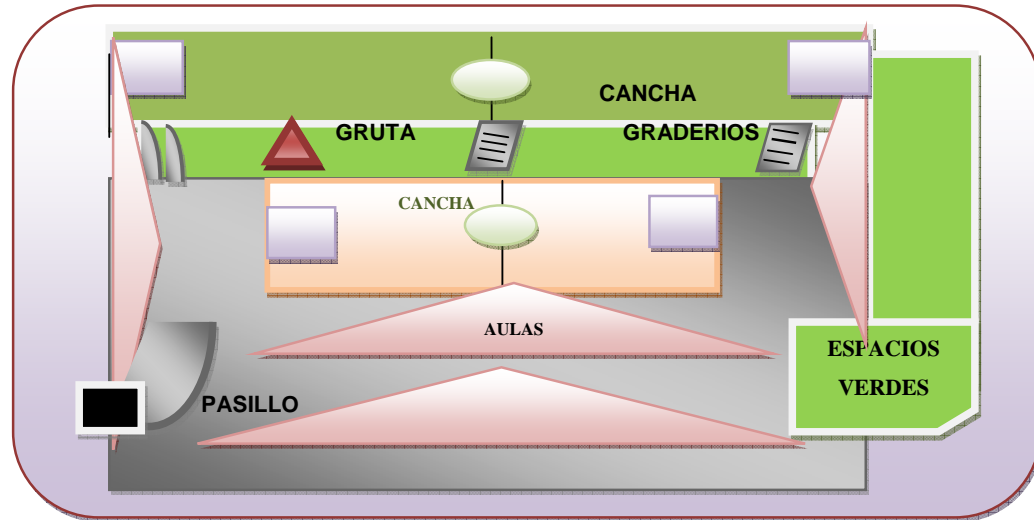 CANCHA
GRUTA
GRADERIOS
CANCHA
AULAS
ESPACIOS
VERDES
PASILLO